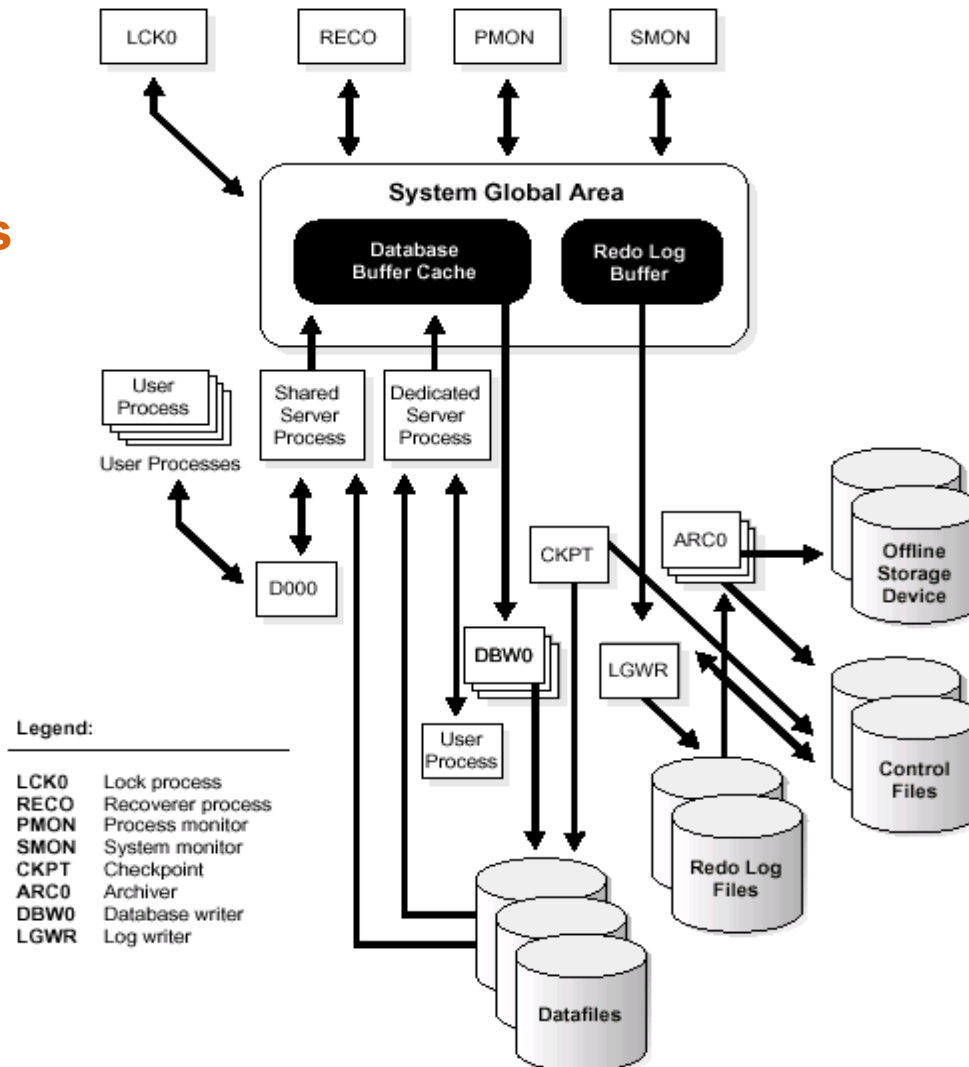 LCK0
RECO
PMON
SMON
System Global Area
s
Database
Buffer Cache
Redo Log
Buffer
User
Process
User Processes
Shared
Server
Process
Dedicated
Server
Process
D000
CKPT
ARC0
Offline
Storage
Device
DBW0
LGWR
User
Process
Control
Files
Redo Log
Files
Datafiles
Legend:
LCK0 Lock process
RECO Recoverer process
PMON Process monitor
SMON System monitor
CKPT Checkpoint
ARC0 Archiver
DBW0 Database writer
LGWR Log writer